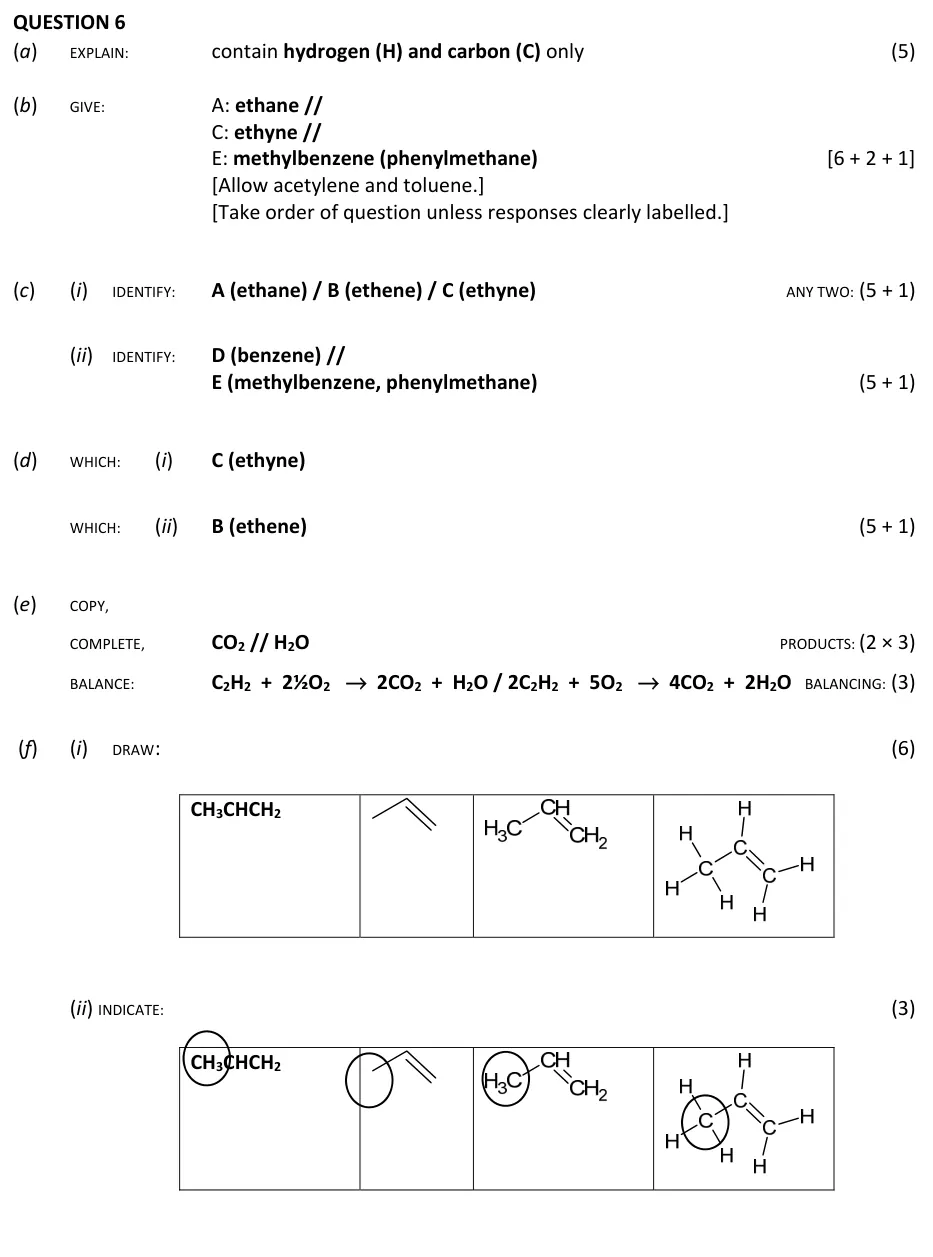 QUESTION 6
(a) EXPLAIN: contain hydrogen (H) and carbon (C) only (5)
(b) GIVE: A: ethane //
C: ethyne //
E: methylbenzene (phenylmethane) [6 + 2 + 1]
[Allow acetylene and toluene.]
[Take order of question unless responses clearly labelled.]
(c) (i) IDENTIFY: A (ethane) / B (ethene) / C (ethyne) ANY TWO: (5 + 1)
(ii) IDENTIFY: D (benzene) //
E (methylbenzene, phenylmethane) (5 + 1)
(d) WHICH: (i) C (ethyne)
WHICH: (ii) B (ethene) (5 + 1)
(e) COPY,
COMPLETE, CO₂ // H₂O PRODUCTS: (2 × 3)
BALANCE: C₂H₂ + 2½O₂ → 2CO₂ + H₂O / 2C₂H₂ + 5O₂ → 4CO₂ + 2H₂O BALANCING: (3)
(f) (i) DRAW: (6)
CH₃CHCH₂ H₃C CH CH₂ H H C C C H H H H
(ii) INDICATE: (3)
CH₃CHCH₂ H₃C CH CH₂ H H C C C H H H H